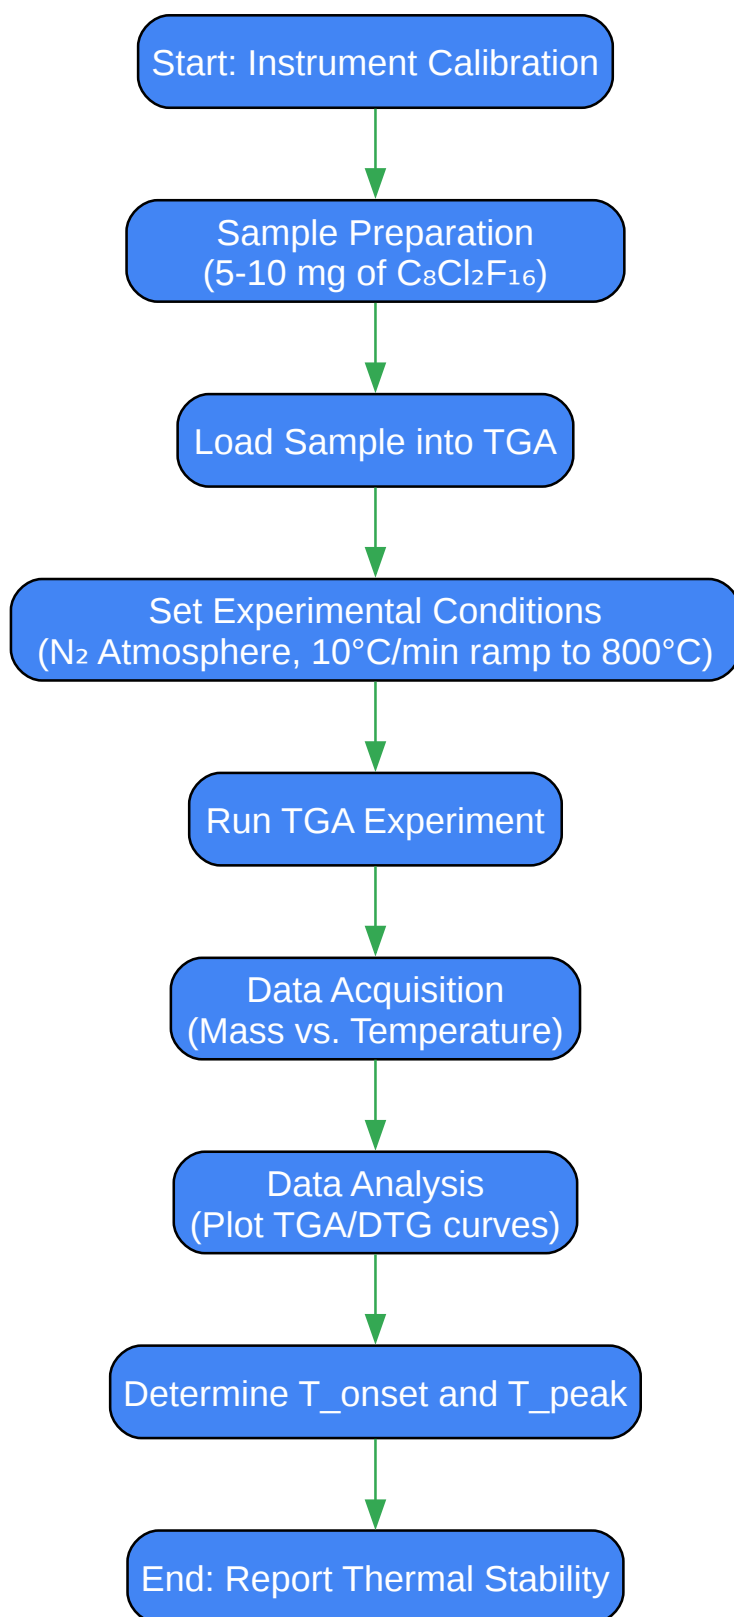 Start: Instrument Calibration
Sample Preparation
(5-10 mg of C₈Cl₂F₁₆)
Load Sample into TGA
Set Experimental Conditions
(N₂ Atmosphere, 10°C/min ramp to 800°C)
Run TGA Experiment
Data Acquisition
(Mass vs. Temperature)
Data Analysis
(Plot TGA/DTG curves)
Determine T_onset and T_peak
End: Report Thermal Stability